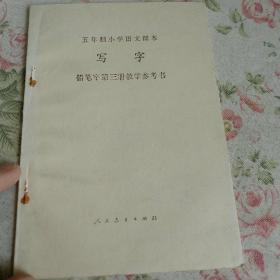 五年制小学语文课本
写字
铅笔字第三册教学参考书
人民教育出版社